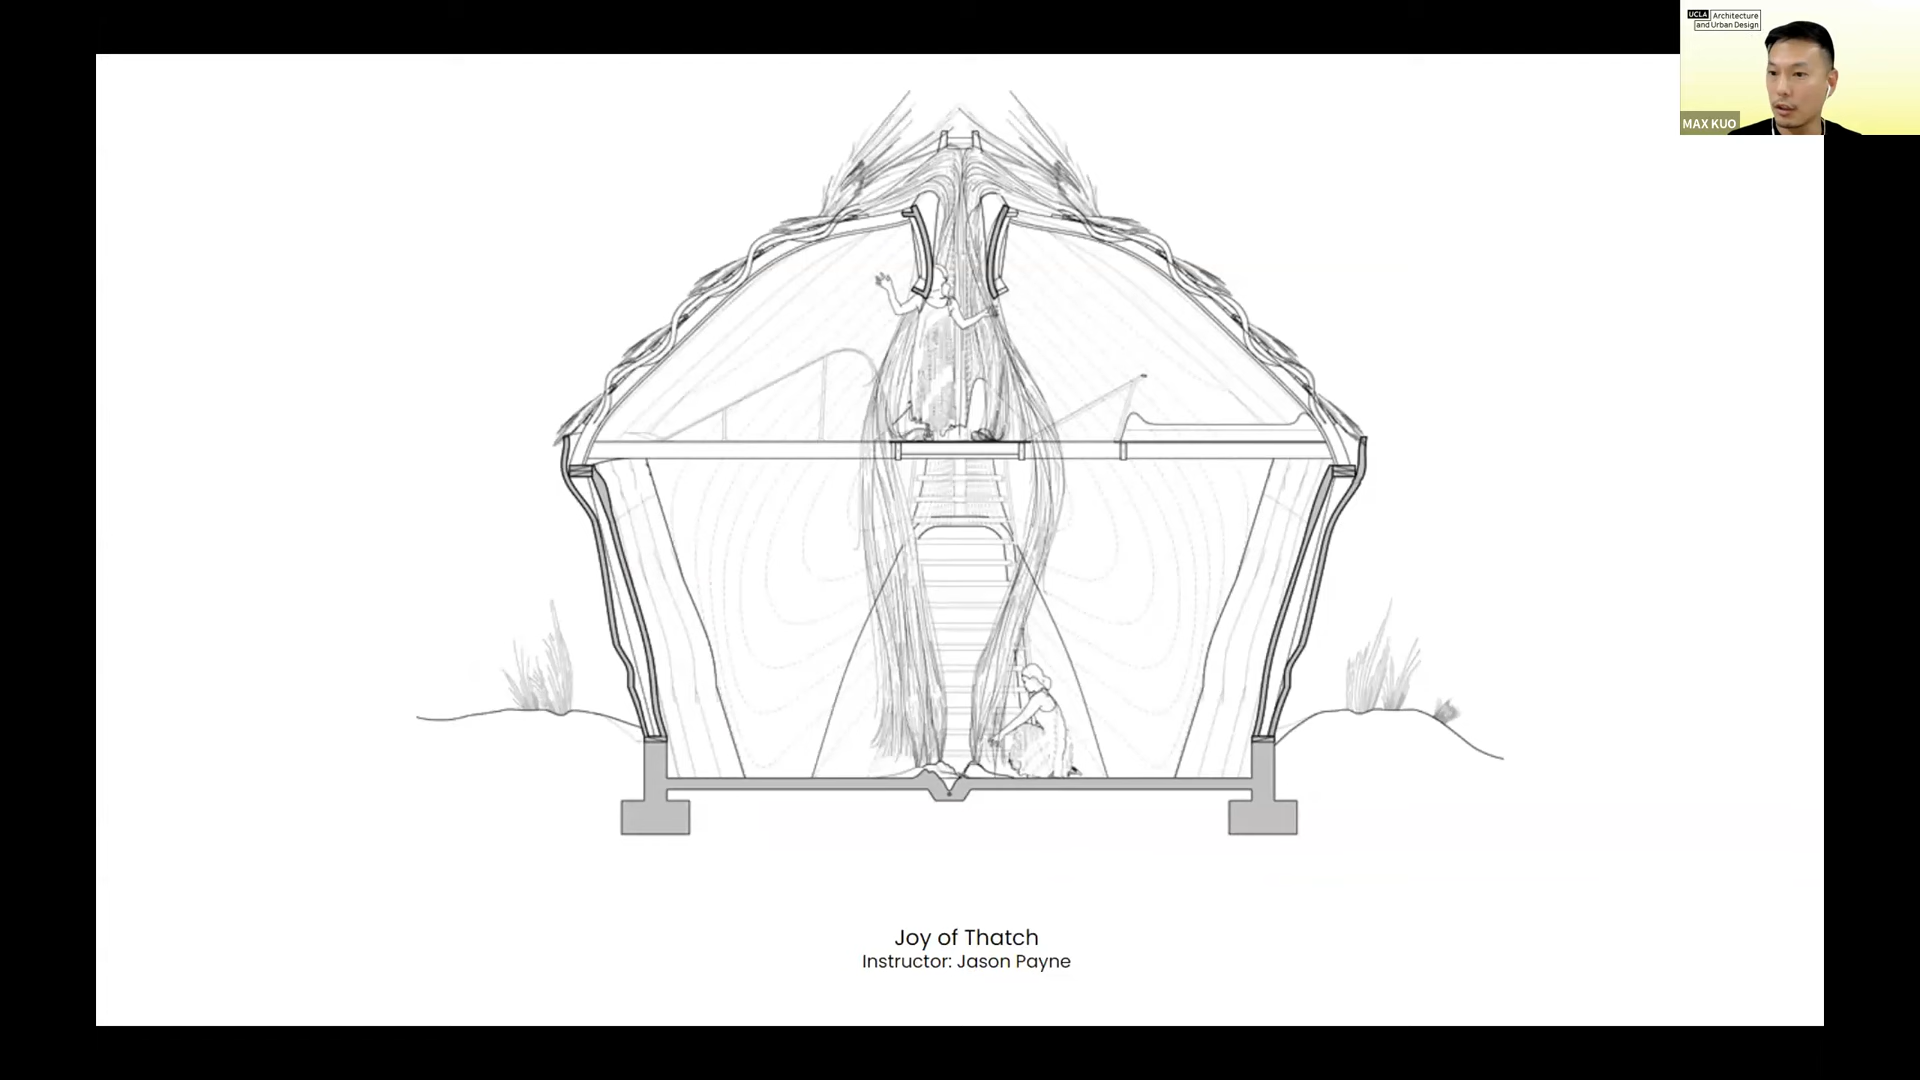 UCLA Architecture
and Urban Design
MAX KUO
Joy of Thatch
Instructor: Jason Payne